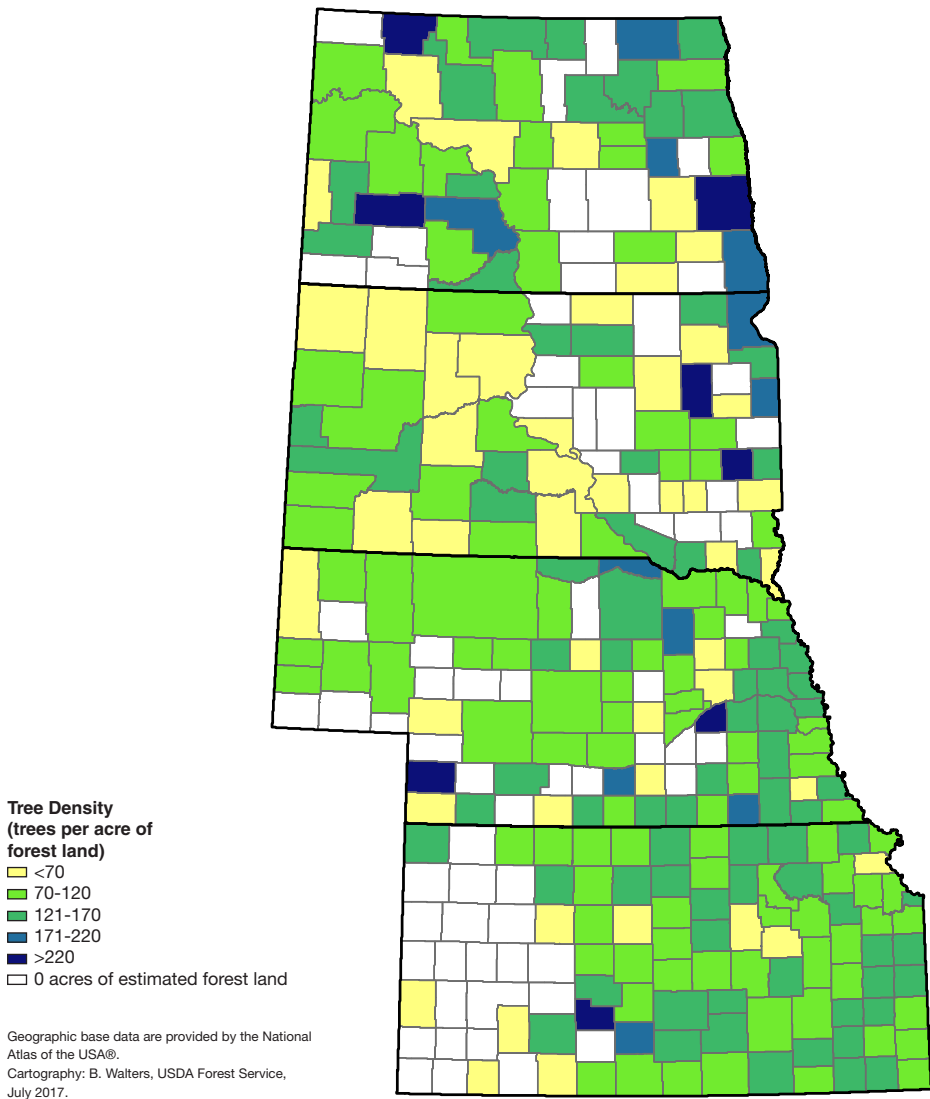 Tree Density
(trees per acre of
forest land)
<70
70-120
121-170
171-220
>220
0 acres of estimated forest land
Geographic base data are provided by the National
Atlas of the USA®.
Cartography: B. Walters, USDA Forest Service,
July 2017.